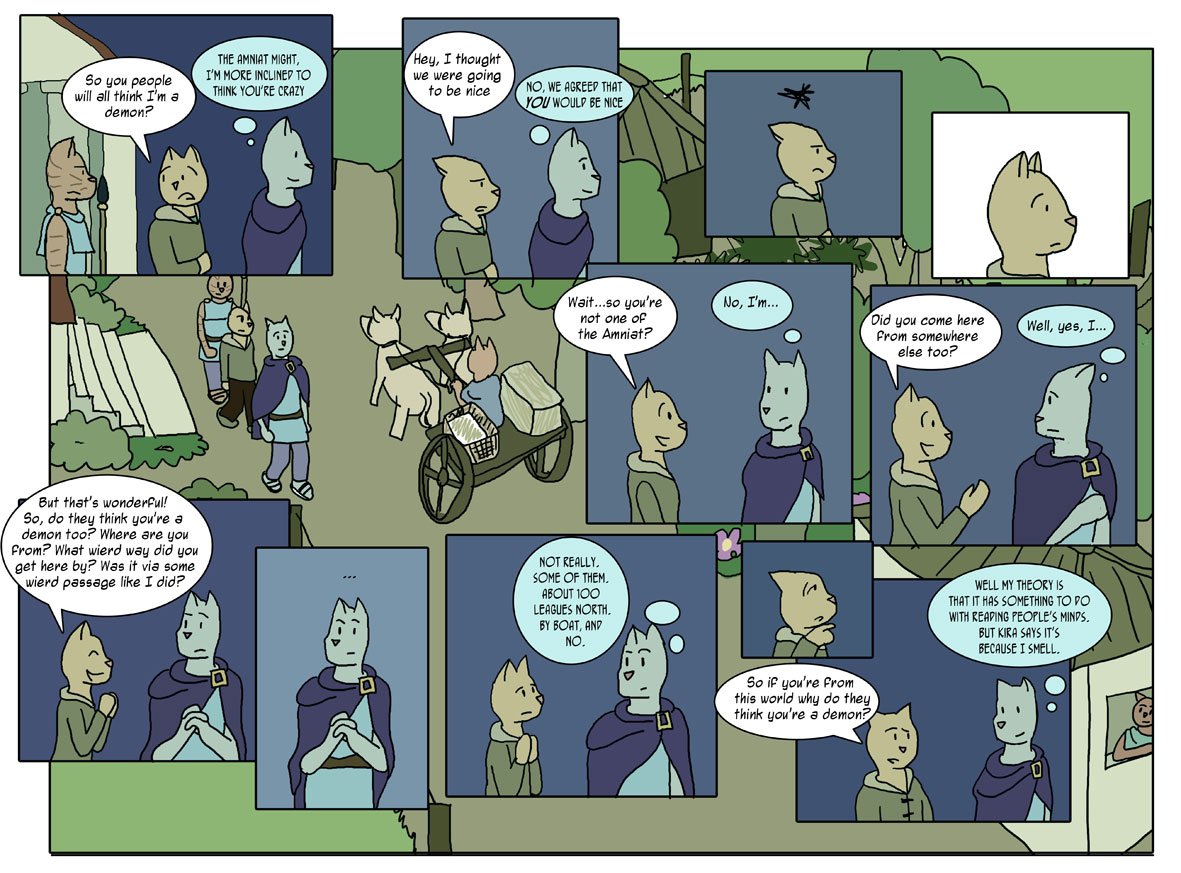 So you people
will all think I'm a
demon?
THE AMNIAT MIGHT,
I'M MORE INCLINED TO
THINK YOU'RE CRAZY
Hey, I thought
we were going
to be nice
NO, WE AGREED THAT
YOU WOULD BE NICE
Wait...so you're
not one of
the Amniat?
No, I'm...
Did you come here
from somewhere
else too?
Well, yes, I...
But that's wonderful!
So, do they think you're a
demon too? Where are you
from? What wierd way did you
get here by? Was it via some
wierd passage like I did?
...
NOT REALLY.
SOME OF THEM.
ABOUT 100
LEAGUES NORTH.
BY BOAT, AND
NO.
So if you're from
this world why do they
think you're a demon?
WELL MY THEORY IS
THAT IT HAS SOMETHING TO DO
WITH READING PEOPLE'S MINDS.
BUT KIRA SAYS IT'S
BECAUSE I SMELL.